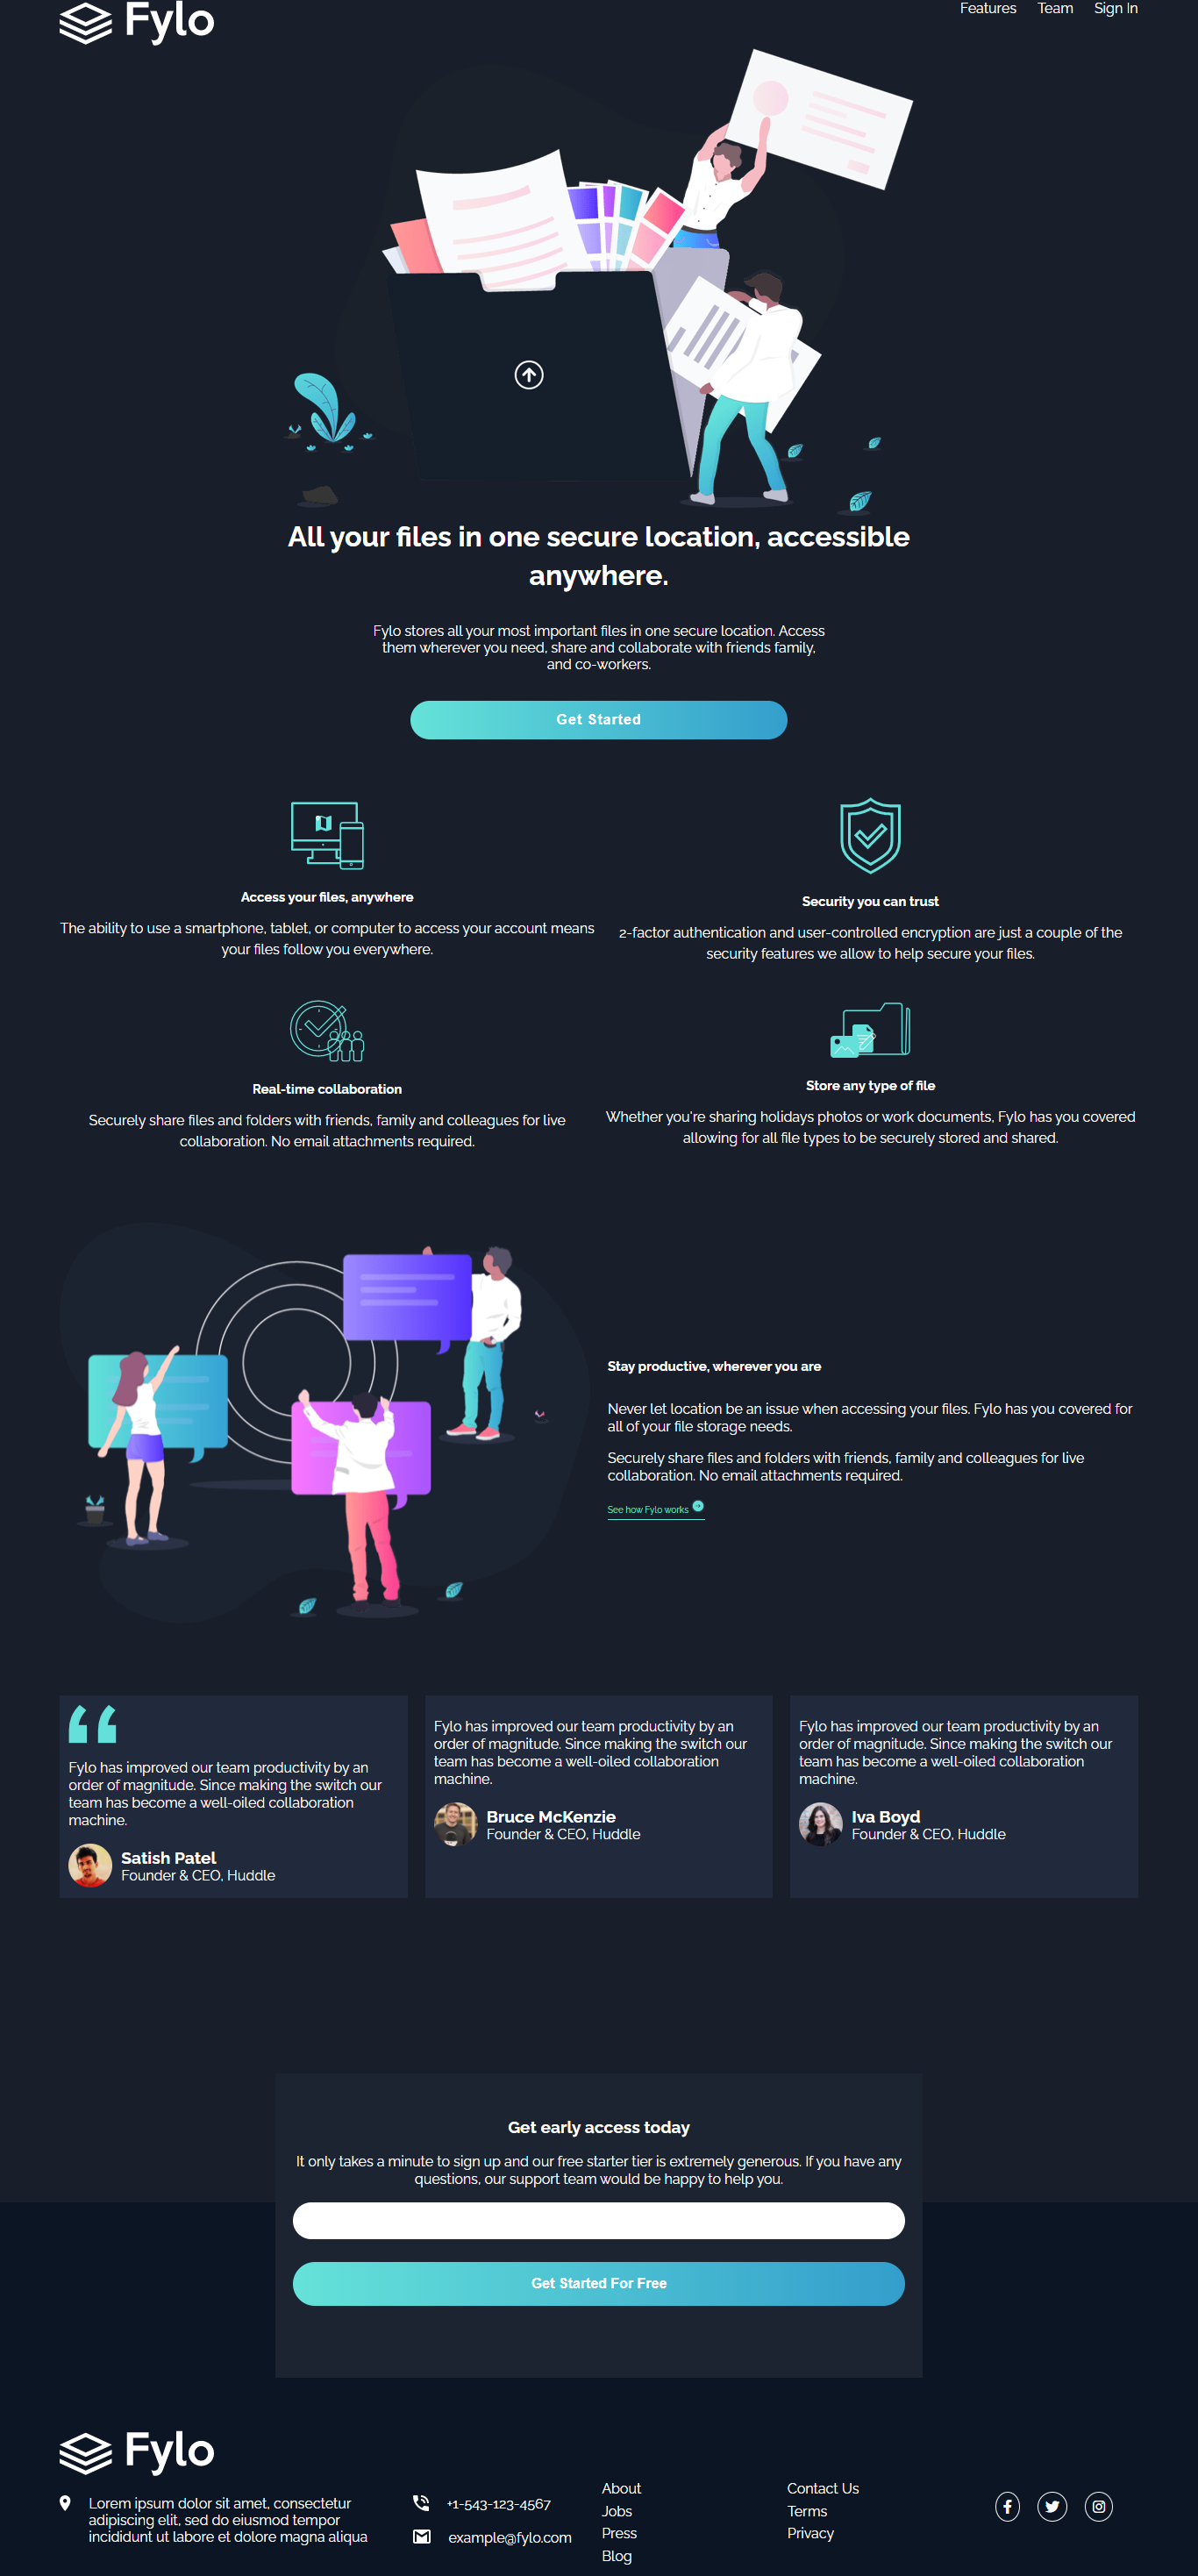 Fylo
Features Team Sign In
All your files in one secure location, accessible
anywhere.
Fylo stores all your most important files in one secure location. Access
them wherever you need, share and collaborate with friends family,
and co-workers.
Get Started
Access your files, anywhere
The ability to use a smartphone, tablet, or computer to access your account means
your files follow you everywhere.
Security you can trust
2-factor authentication and user-controlled encryption are just a couple of the
security features we allow to help secure your files.
Real-time collaboration
Securely share files and folders with friends, family and colleagues for live
collaboration. No email attachments required.
Store any type of file
Whether you're sharing holidays photos or work documents, Fylo has you covered
allowing for all file types to be securely stored and shared.
Stay productive, wherever you are
Never let location be an issue when accessing your files. Fylo has you covered for
all of your file storage needs.
Securely share files and folders with friends, family and colleagues for live
collaboration. No email attachments required.
See how Fylo works
Fylo has improved our team productivity by an
order of magnitude. Since making the switch our
team has become a well-oiled collaboration
machine.
Satish Patel
Founder & CEO, Huddle
Fylo has improved our team productivity by an
order of magnitude. Since making the switch our
team has become a well-oiled collaboration
machine.
Bruce McKenzie
Founder & CEO, Huddle
Fylo has improved our team productivity by an
order of magnitude. Since making the switch our
team has become a well-oiled collaboration
machine.
Iva Boyd
Founder & CEO, Huddle
Get early access today
It only takes a minute to sign up and our free starter tier is extremely generous. If you have any
questions, our support team would be happy to help you.
Get Started For Free
Fylo
Lorem ipsum dolor sit amet, consectetur
adipiscing elit, sed do eiusmod tempor
incididunt ut labore et dolore magna aliqua
+1-543-123-4567
example@fylo.com
About
Jobs
Press
Blog
Contact Us
Terms
Privacy